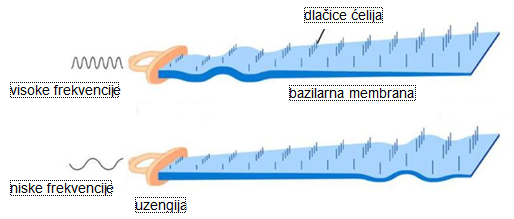 dlačice ćelija
visoke frekvencije
bazilarna membrana
niske frekvencije
uzengija